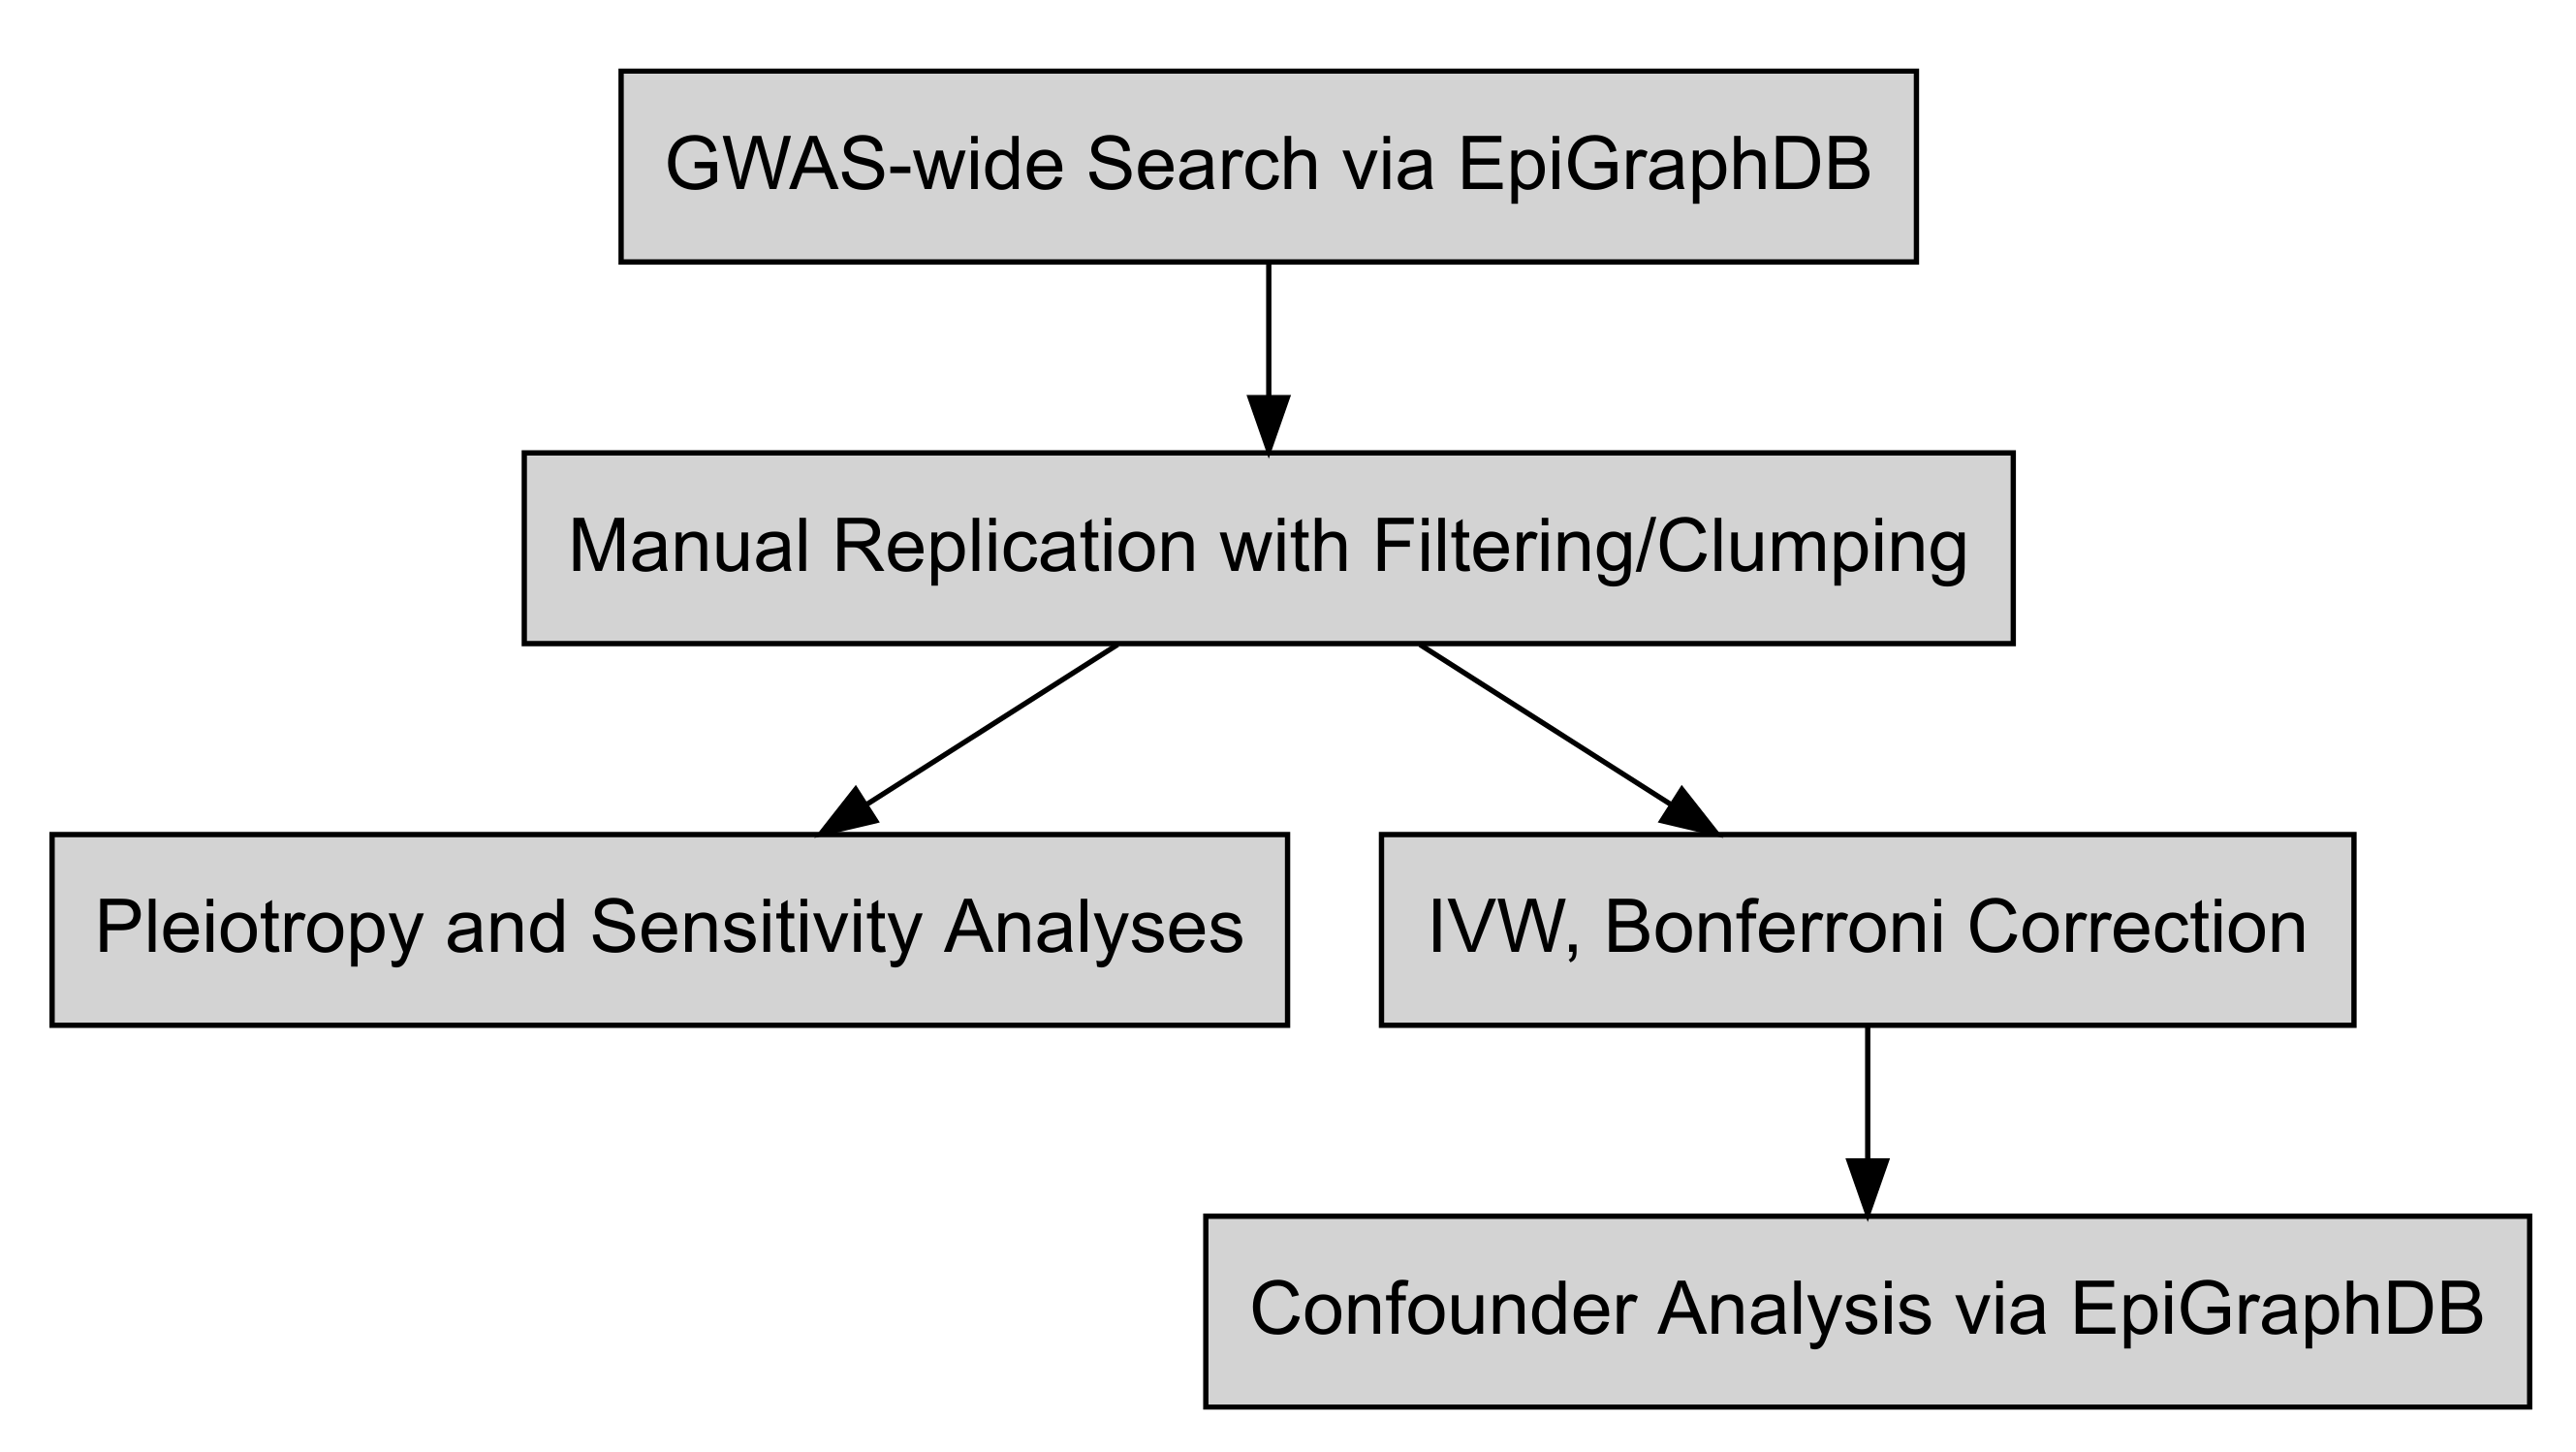 GWAS-wide Search via EpiGraphDB
Manual Replication with Filtering/Clumping
Pleiotropy and Sensitivity Analyses
IVW, Bonferroni Correction
Confounder Analysis via EpiGraphDB